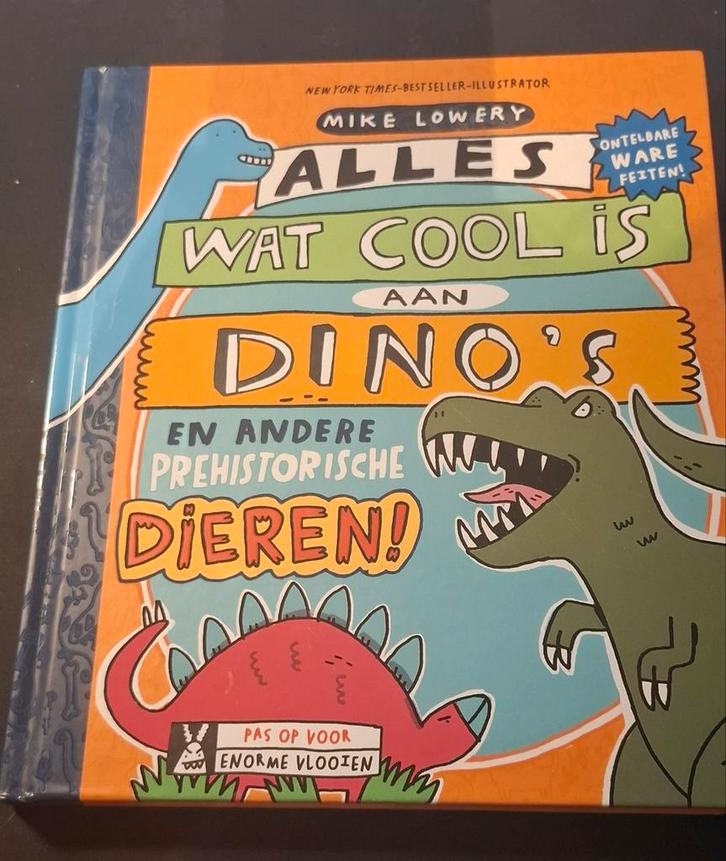 NEW YORK TIMES-BESTSELLER-ILLUSTRATOR
MIKE LOWERY
ALLES
ONTELBARE
WARE
FEITEN!
WAT COOL iS
AAN
DINO'S
EN ANDERE
PREHISTORISCHE
DiEREN!
PAS OP VOOR
ENORME VLOOIEN